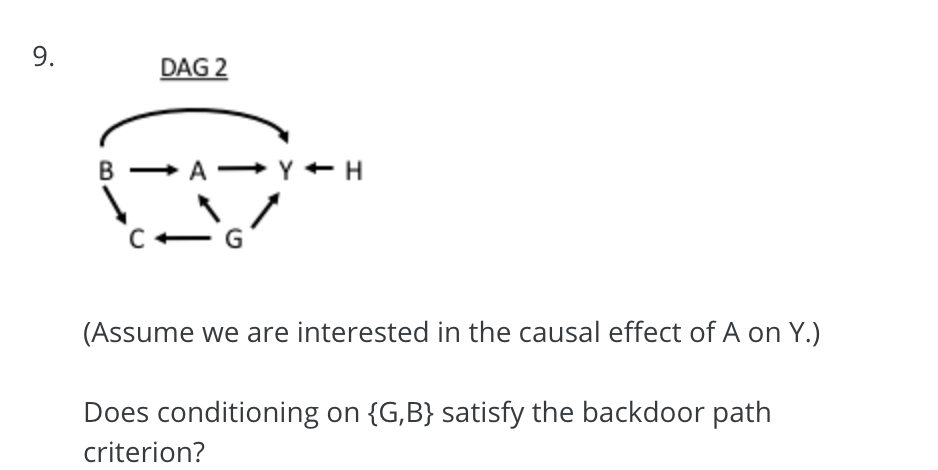 9.
DAG 2
B → A → Y ← H
C ← G
(Assume we are interested in the causal effect of A on Y.)
Does conditioning on {G,B} satisfy the backdoor path
criterion?